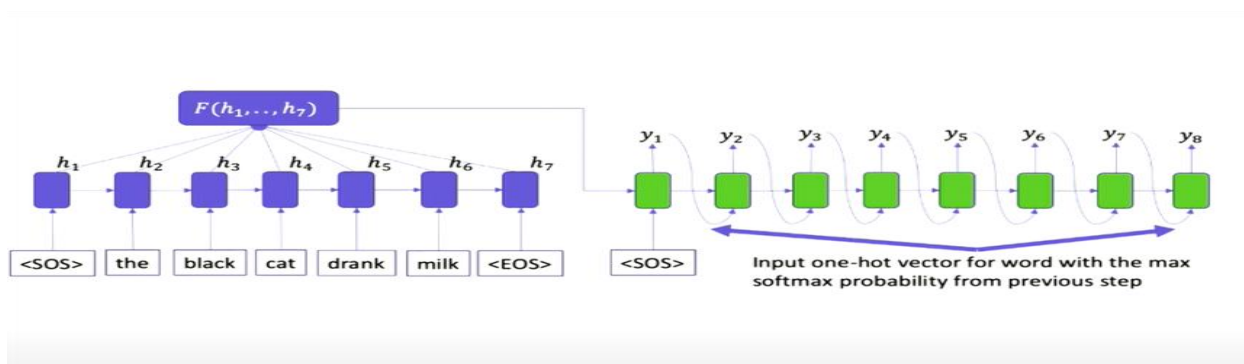 F(h₁,..,h₇)
h₁ h₂ h₃ h₄ h₅ h₆ h₇
<SOS> the black cat drank milk <EOS>
y₁ y₂ y₃ y₄ y₅ y₆ y₇ y₈
<SOS>
Input one-hot vector for word with the max
softmax probability from previous step